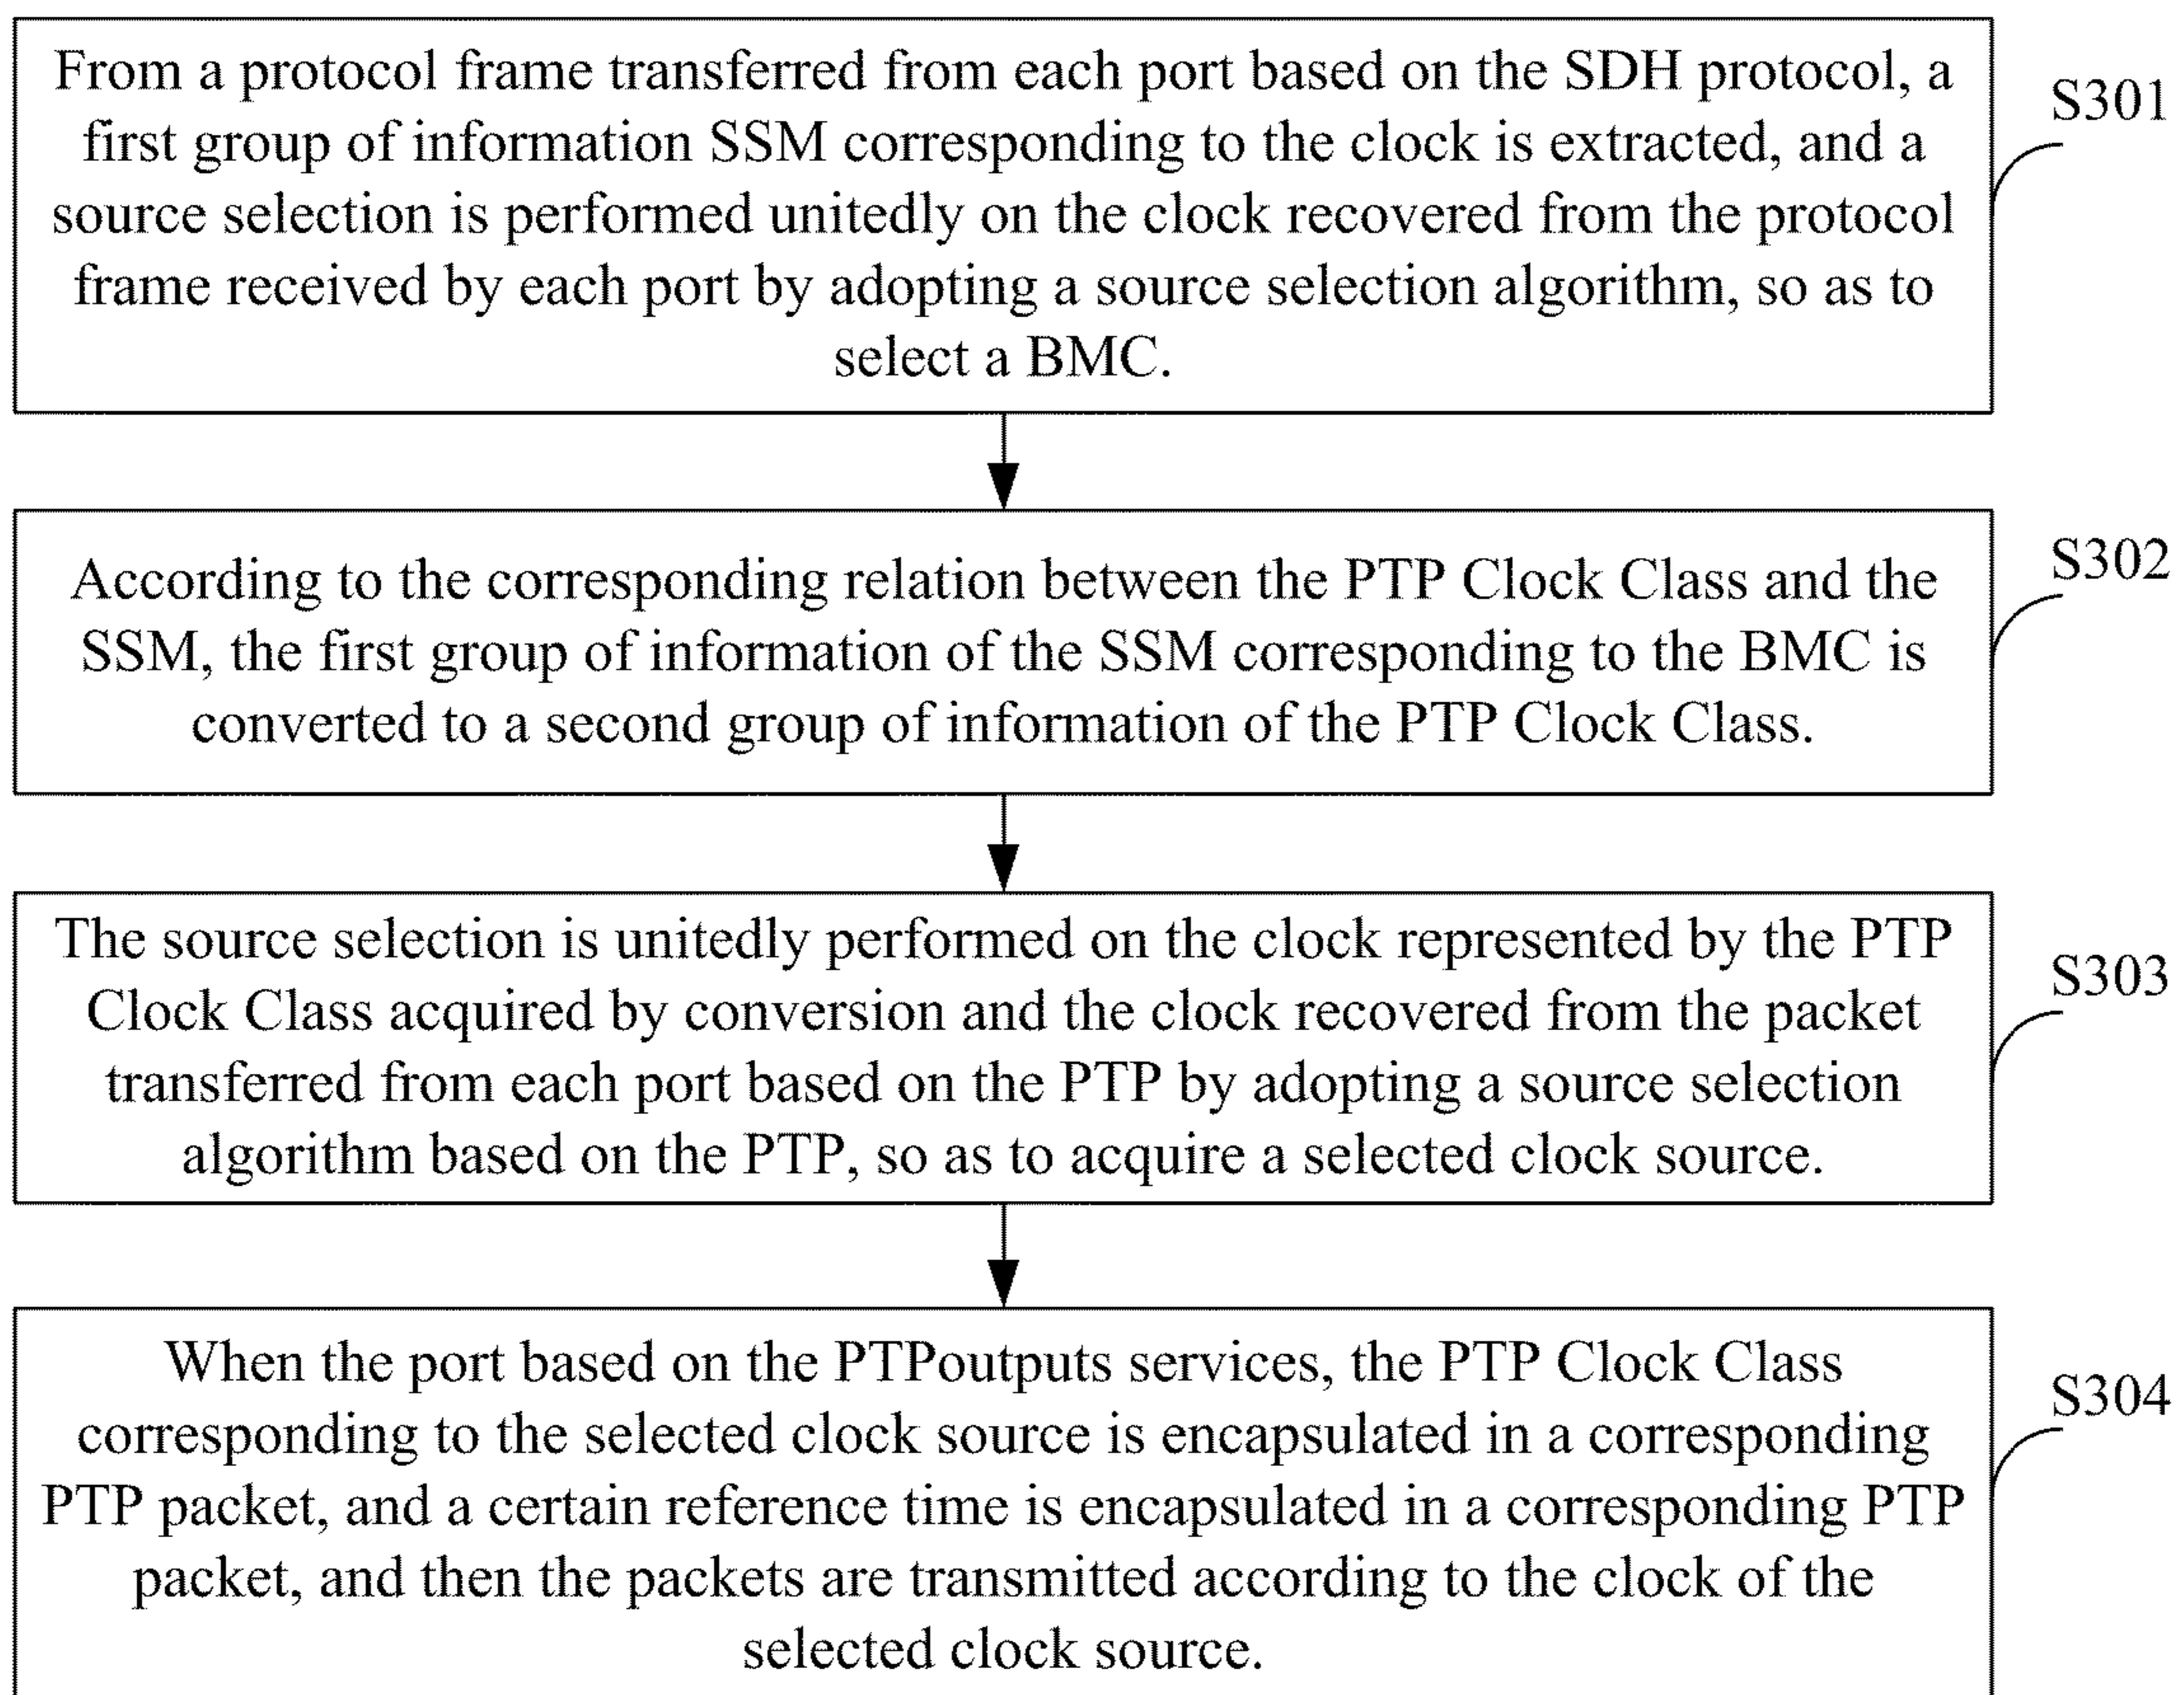 From a protocol frame transferred from each port based on the SDH protocol, a
first group of information SSM corresponding to the clock is extracted, and a
source selection is performed unitedly on the clock recovered from the protocol
frame received by each port by adopting a source selection algorithm, so as to
select a BMC.
S301
According to the corresponding relation between the PTP Clock Class and the
SSM, the first group of information of the SSM corresponding to the BMC is
converted to a second group of information of the PTP Clock Class.
S302
The source selection is unitedly performed on the clock represented by the PTP
Clock Class acquired by conversion and the clock recovered from the packet
transferred from each port based on the PTP by adopting a source selection
algorithm based on the PTP, so as to acquire a selected clock source.
S303
When the port based on the PTPoutputs services, the PTP Clock Class
corresponding to the selected clock source is encapsulated in a corresponding
PTP packet, and a certain reference time is encapsulated in a corresponding PTP
packet, and then the packets are transmitted according to the clock of the
selected clock source.
S304